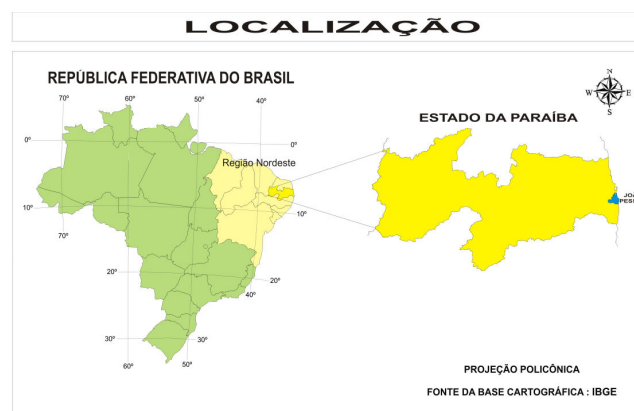 LOCALIZAÇÃO
REPÚBLICA FEDERATIVA DO BRASIL
70º
60º
50º
40º
0º
0º
Região Nordeste
10º
10º
70º
20º
20º
40º
30º
30º
60º
50º
N
W
E
S
ESTADO DA PARAÍBA
PROJEÇÃO POLICÔNICA
FONTE DA BASE CARTOGRÁFICA : IBGE